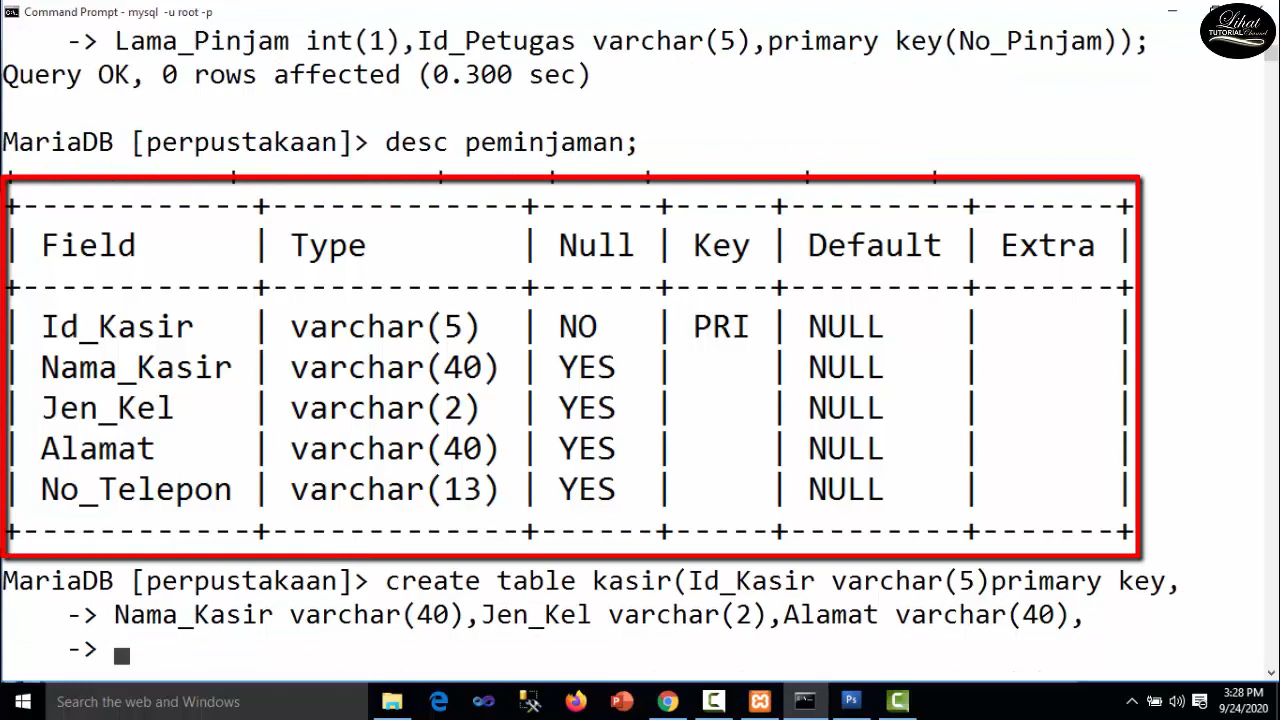 Command Prompt - mysql -u root -p
Lihat
TUTORIAL Channel
-> Lama_Pinjam int(1),Id_Petugas varchar(5),primary key(No_Pinjam));
Query OK, 0 rows affected (0.300 sec)
MariaDB [perpustakaan]> desc peminjaman;
+------------+-------------+------+-----+---------+-------+
| Field | Type | Null | Key | Default | Extra |
+------------+-------------+------+-----+---------+-------+
| Id_Kasir | varchar(5) | NO | PRI | NULL | |
| Nama_Kasir | varchar(40) | YES | | NULL | |
| Jen_Kel | varchar(2) | YES | | NULL | |
| Alamat | varchar(40) | YES | | NULL | |
| No_Telepon | varchar(13) | YES | | NULL | |
+------------+-------------+------+-----+---------+-------+
MariaDB [perpustakaan]> create table kasir(Id_Kasir varchar(5)primary key,
-> Nama_Kasir varchar(40),Jen_Kel varchar(2),Alamat varchar(40),
->
Search the web and Windows
3:28 PM
9/24/2020